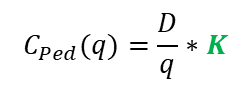 C_Ped(q) = D/q * K